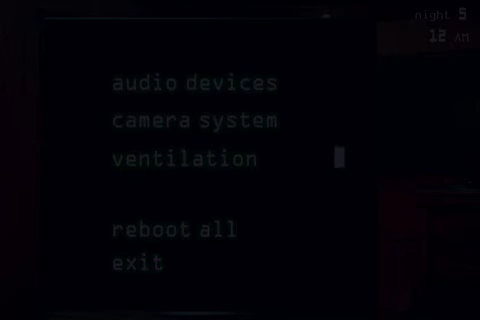 night 5
12 AM
audio devices
camera system
ventilation
reboot all
exit